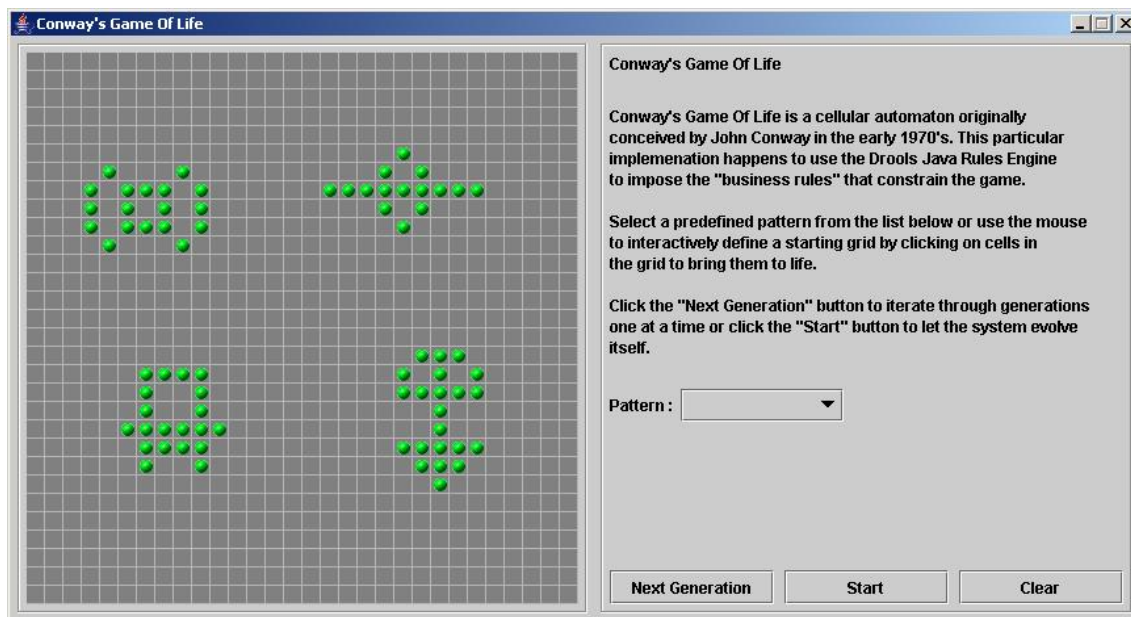 Conway's Game Of Life
Conway's Game Of Life
Conway's Game Of Life is a cellular automaton originally
conceived by John Conway in the early 1970's. This particular
implemenation happens to use the Drools Java Rules Engine
to impose the "business rules" that constrain the game.
Select a predefined pattern from the list below or use the mouse
to interactively define a starting grid by clicking on cells in
the grid to bring them to life.
Click the "Next Generation" button to iterate through generations
one at a time or click the "Start" button to let the system evolve
itself.
Pattern :
Next Generation Start Clear